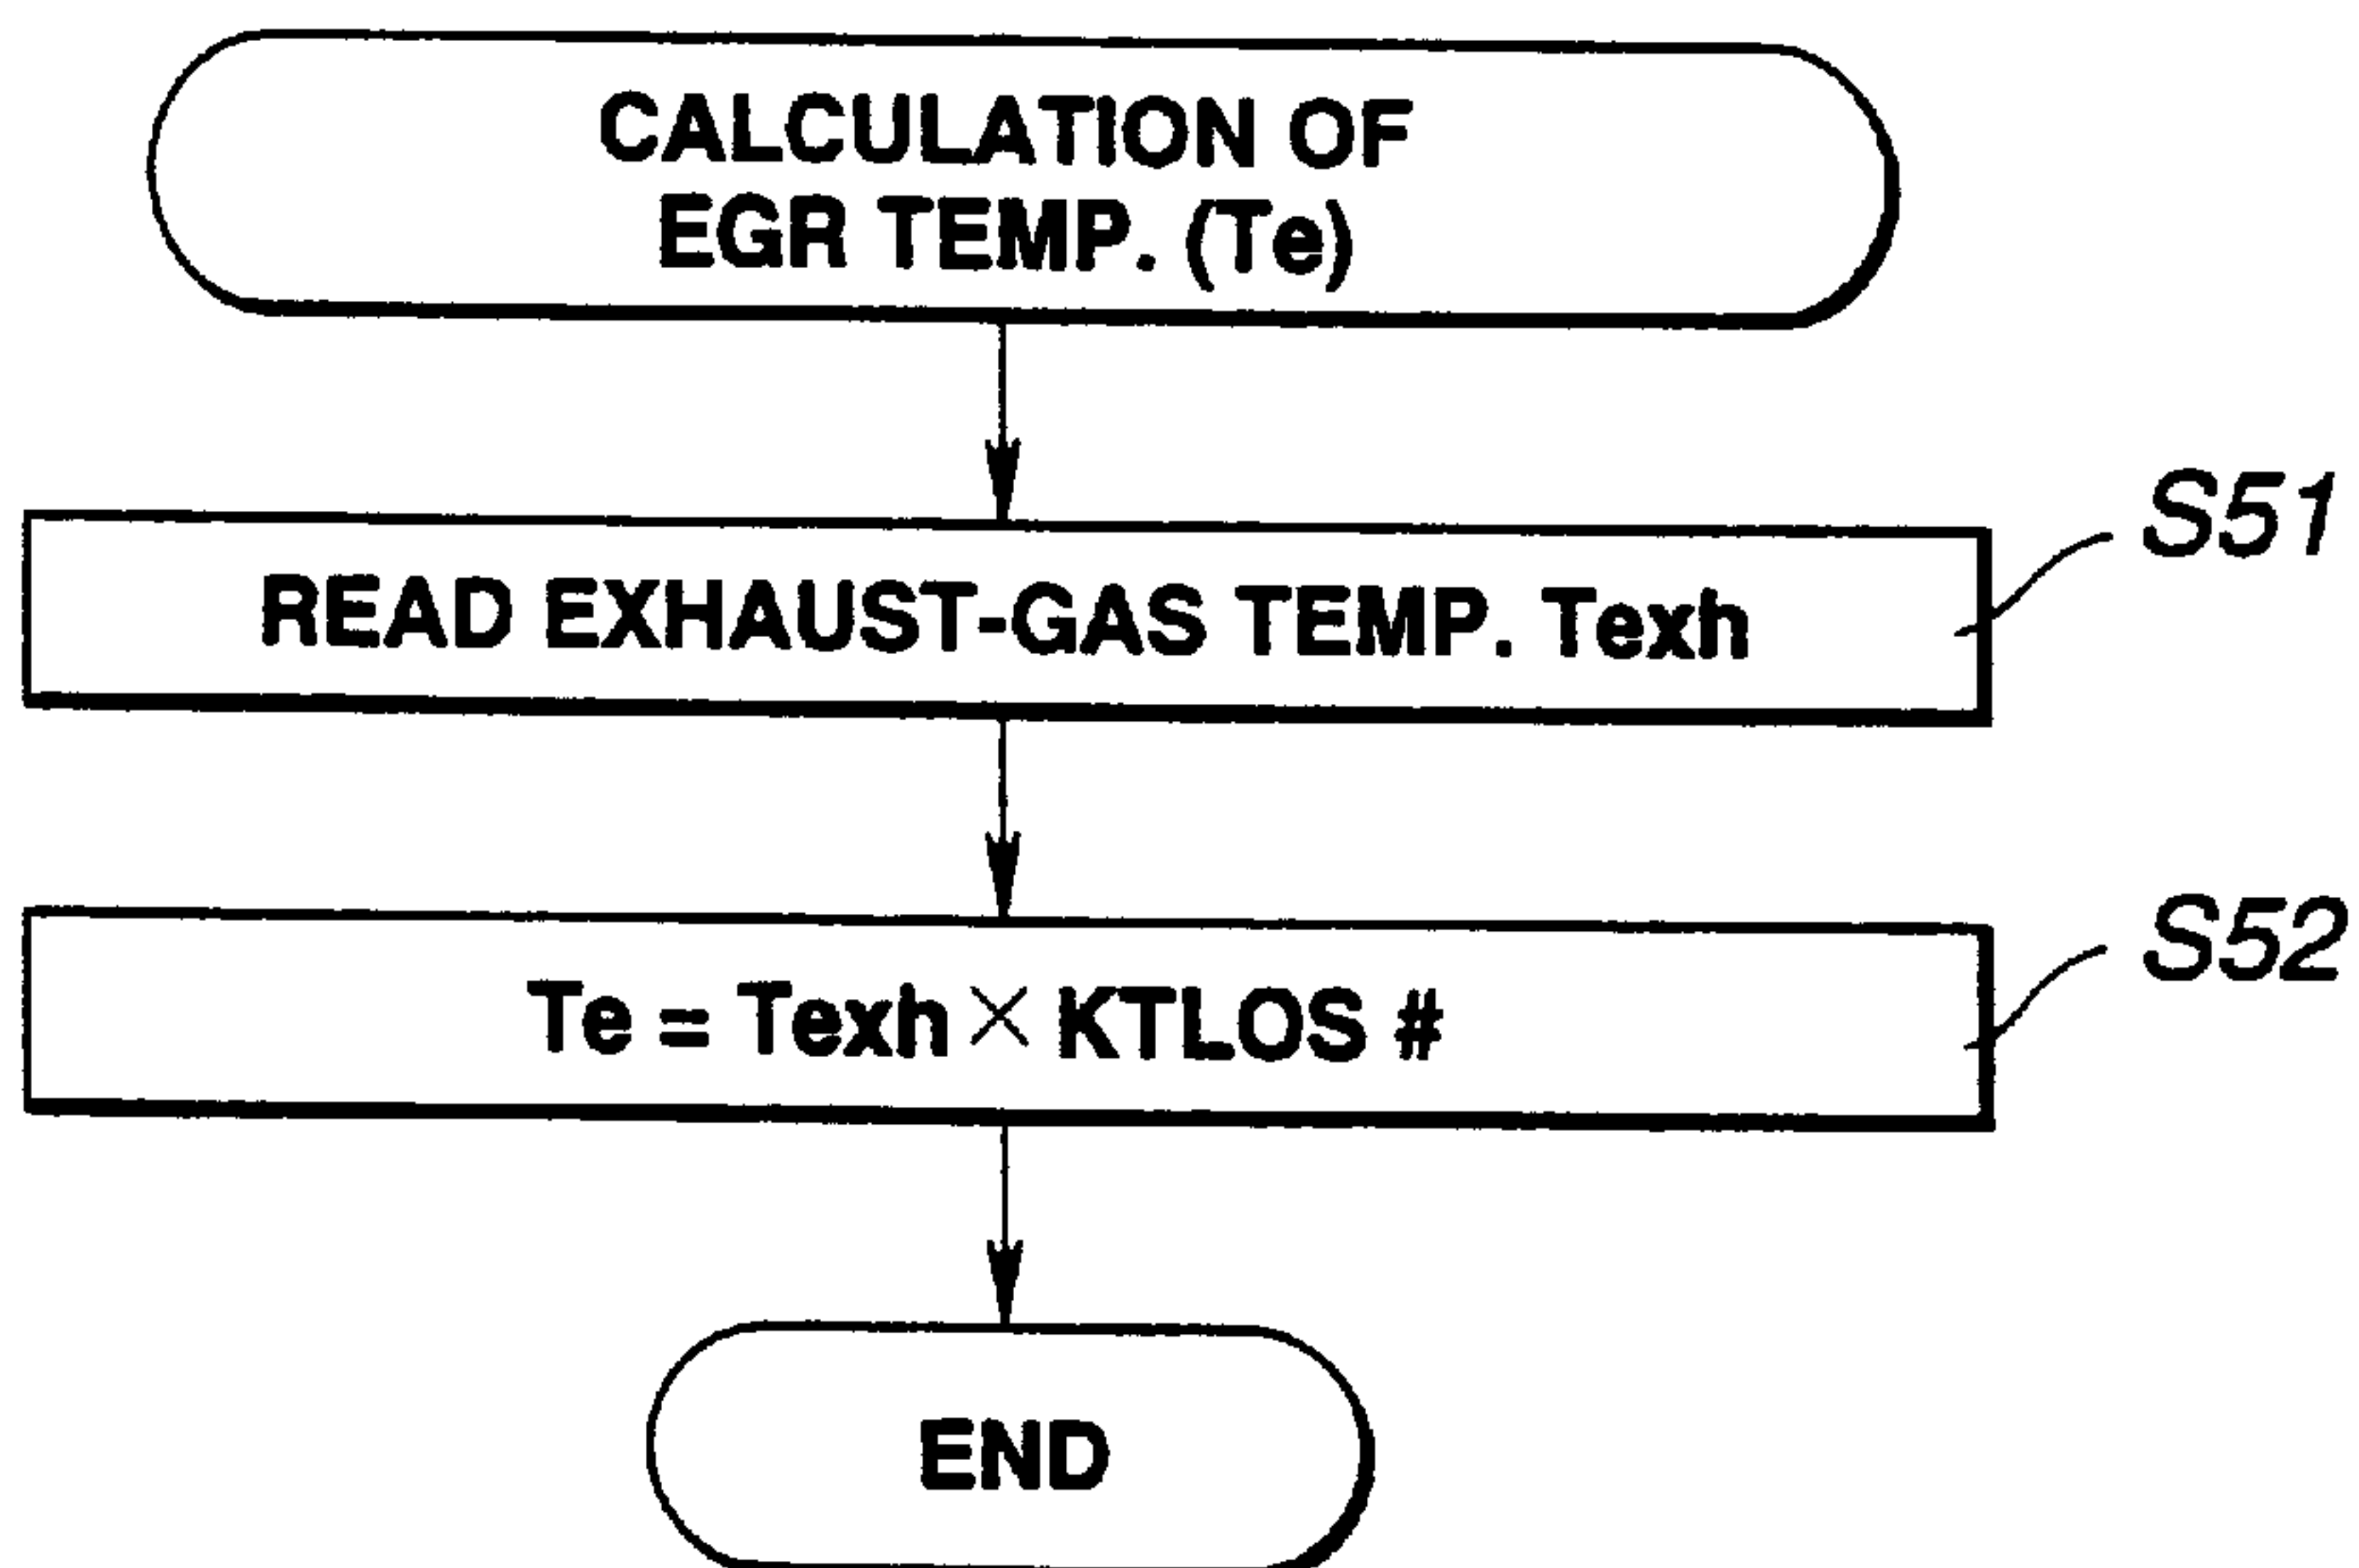 CALCULATION OF
EGR TEMP. (Te)
S51
READ EXHAUST-GAS TEMP. Texh
S52
Te = Texh × KTLOS #
END